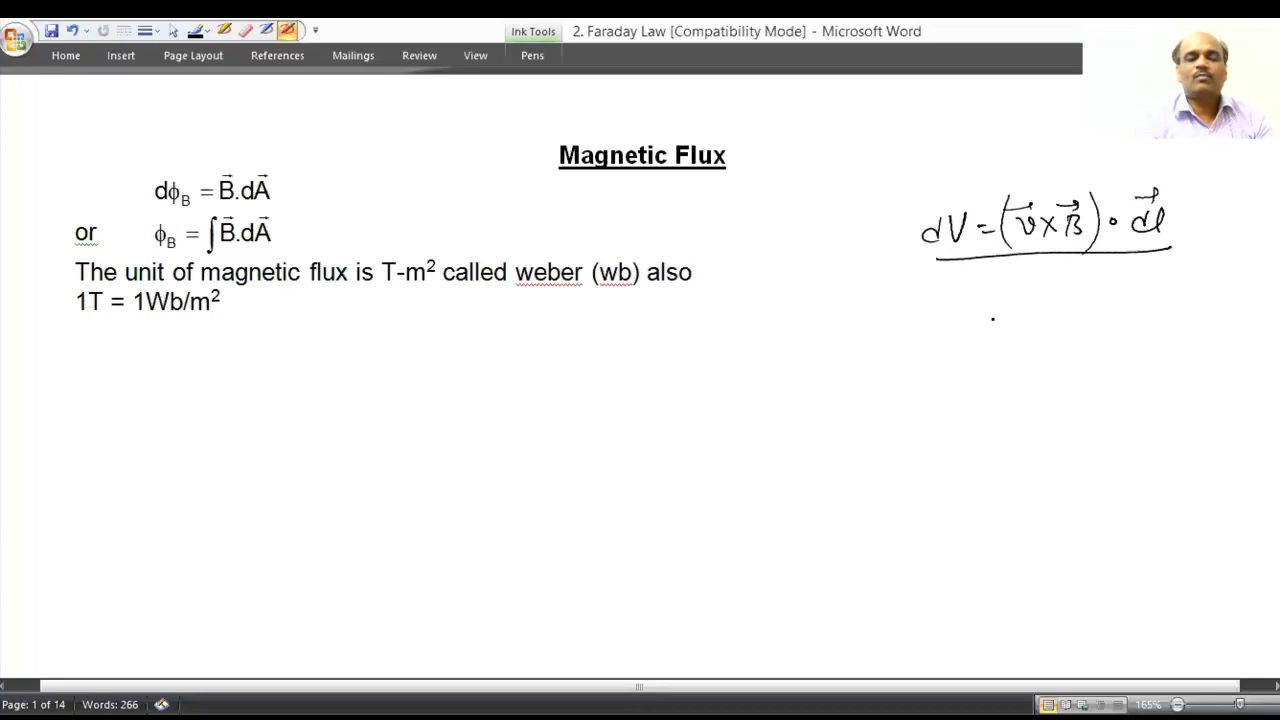 Ink Tools
2. Faraday Law [Compatibility Mode] - Microsoft Word
Home Insert Page Layout References Mailings Review View Pens
Magnetic Flux
dϕ_B = B⃗.dA⃗
or ϕ_B = ∫B⃗.dA⃗
dV = (v⃗ × B⃗) • dl⃗
The unit of magnetic flux is T-m² called weber (wb) also
1T = 1Wb/m²
Page: 1 of 14 Words: 266 165%